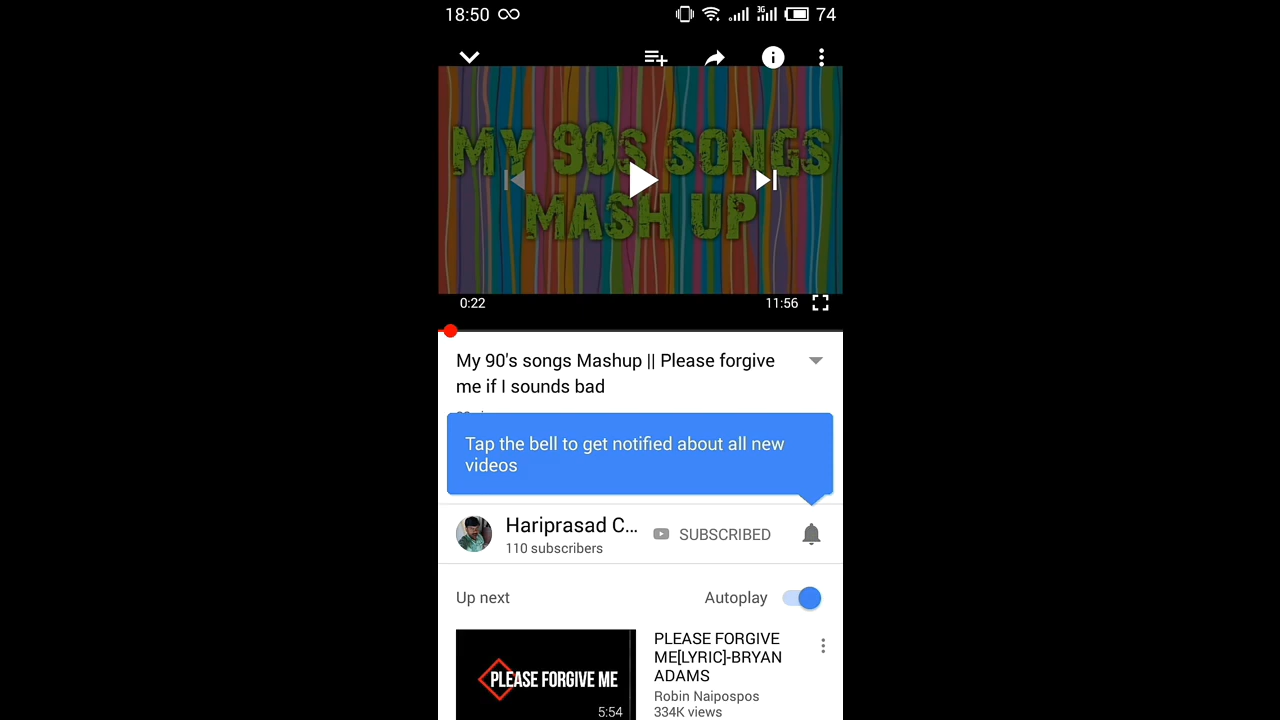 18:50 3G 74
MY 90S SONGS
MASH UP
0:22 11:56
My 90's songs Mashup || Please forgive
me if I sounds bad
Tap the bell to get notified about all new
videos
Hariprasad C... SUBSCRIBED
110 subscribers
Up next Autoplay
PLEASE FORGIVE ME
5:54
PLEASE FORGIVE
ME[LYRIC]-BRYAN
ADAMS
Robin Naipospos
334K views